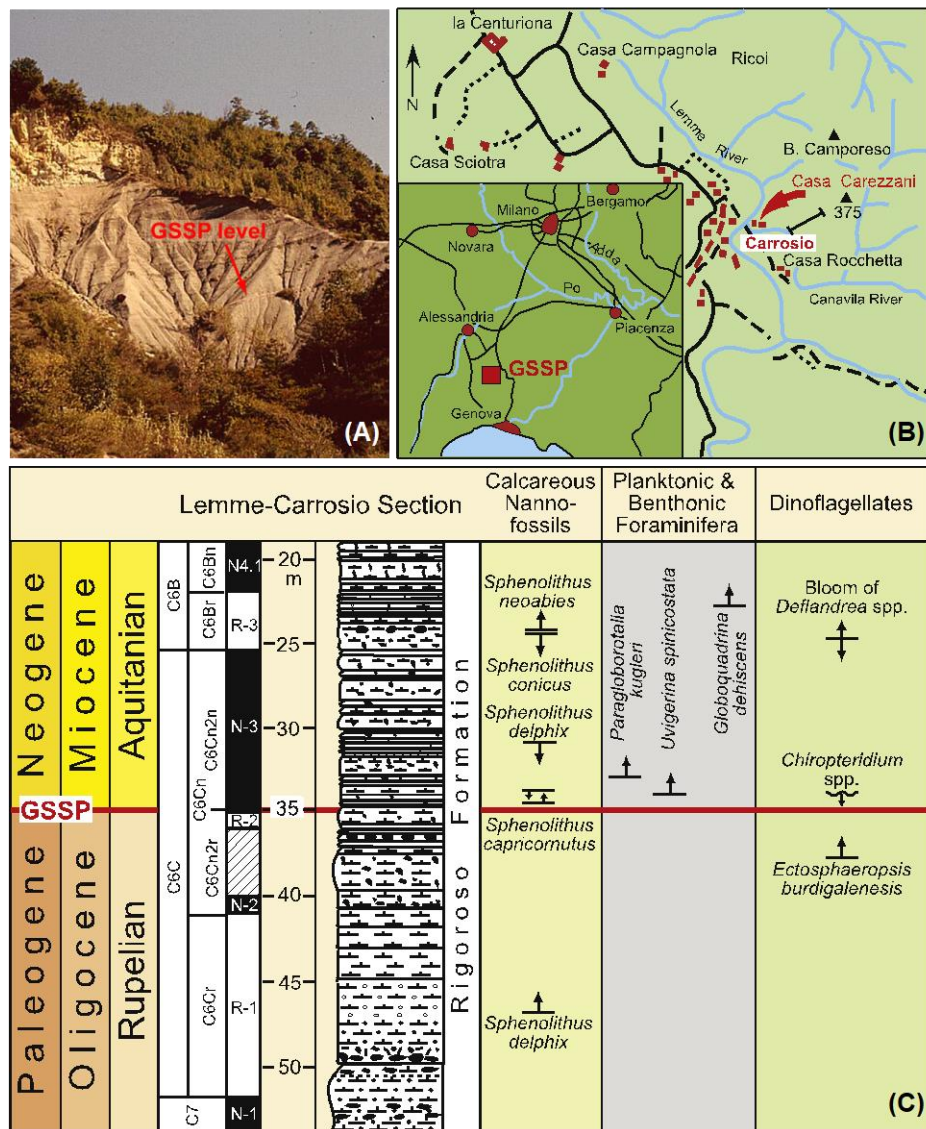 GSSP level
(A)
la Centuriona
Casa Campagnola
Ricoi
N
Lemme
River
Casa Sciotra
B. Camporeso
Casa Carezzani
375
Carrosio
Casa Rocchetta
Canavila River
Milano
Bergamo
Novara
Adda
Po
Alessandria
Piacenza
GSSP
Genova
(B)
Lemme-Carrosio Section
Calcareous
Nanno-
fossils
Planktonic &
Benthonic
Foraminifera
Dinoflagellates
Neogene
Miocene
Aquitanian
Paleogene
Oligocene
Rupelian
GSSP
C6B
C6Bn
C6Br
C6C
C6Cn
C6Cn2n
C6Cn2r
C6Cr
C7
N4.1
R-3
N-3
R-2
N-2
R-1
N-1
20
m
25
30
35
40
45
50
Rigoroso Formation
Sphenolithus
neoabies
Sphenolithus
conicus
Sphenolithus
delphix
Sphenolithus
capricornutus
Sphenolithus
delphix
Paragloborotalia
kugleri
Uvigerina spinicostata
Globoquadrina
dehiscens
Bloom of
Deflandrea spp.
Chiropteridium
spp.
Ectosphaeropsis
burdigalenesis
(C)